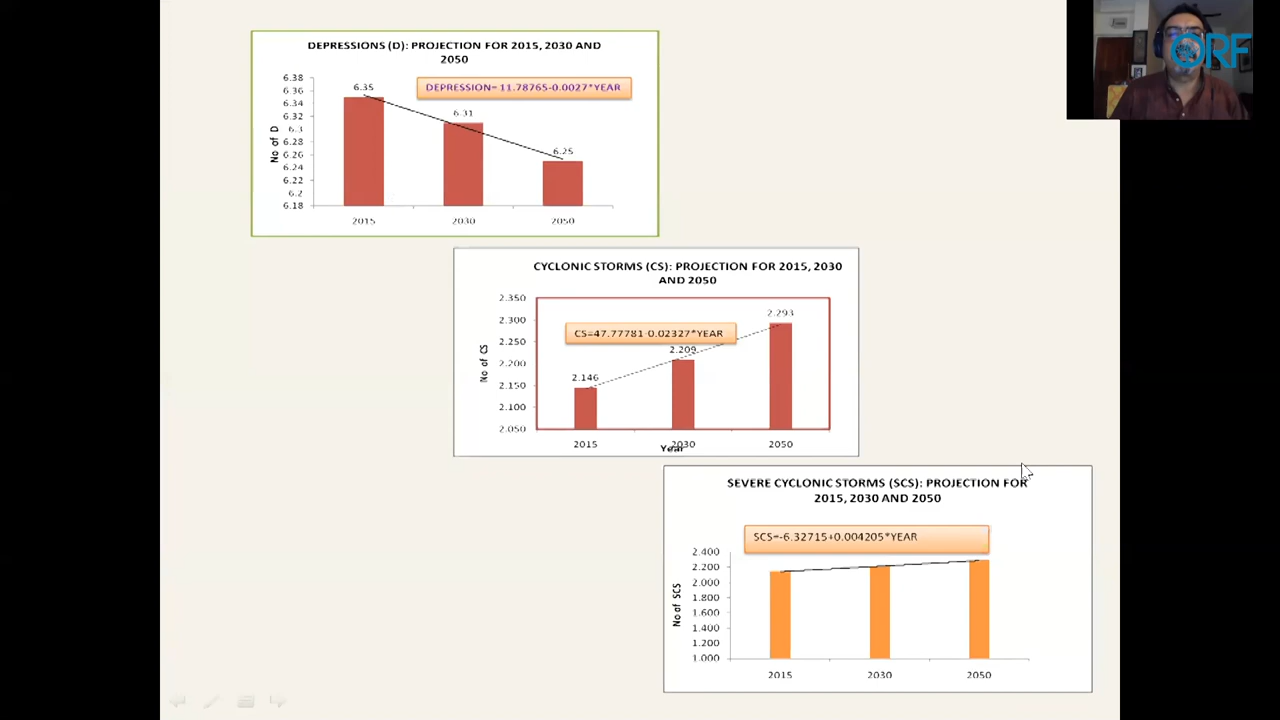 ORF
DEPRESSIONS (D): PROJECTION FOR 2015, 2030 AND
2050
DEPRESSION= 11.78765-0.0027*YEAR
No of D
6.38
6.36
6.34
6.32
6.3
6.28
6.26
6.24
6.22
6.2
6.18
6.35
6.31
6.25
2015 2030 2050
CYCLONIC STORMS (CS): PROJECTION FOR 2015, 2030
AND 2050
CS=47.77781-0.02327*YEAR
No of CS
2.350
2.300
2.250
2.200
2.150
2.100
2.050
2.146
2.209
2.293
2015 2030 2050
Year
SEVERE CYCLONIC STORMS (SCS): PROJECTION FOR
2015, 2030 AND 2050
SCS=-6.32715+0.004205*YEAR
No of SCS
2.400
2.200
2.000
1.800
1.600
1.400
1.200
1.000
2015 2030 2050